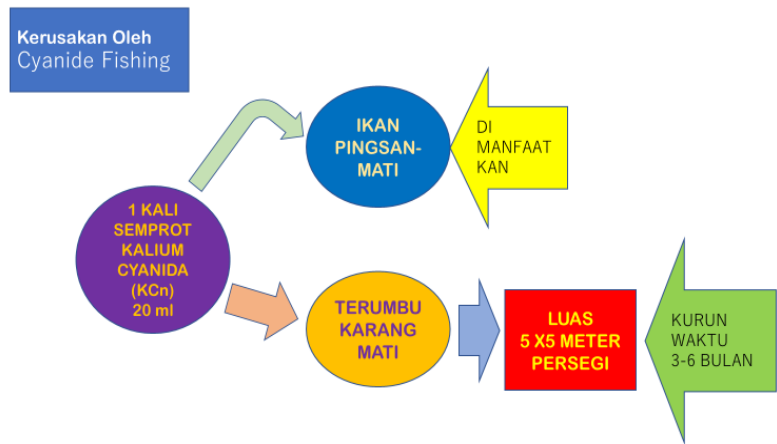 Kerusakan Oleh
Cyanide Fishing
IKAN
PINGSAN-
MATI
DI
MANFAAT
KAN
1 KALI
SEMPROT
KALIUM
CYANIDA
(KCn)
20 ml
TERUMBU
KARANG
MATI
LUAS
5 X5 METER
PERSEGI
KURUN
WAKTU
3-6 BULAN